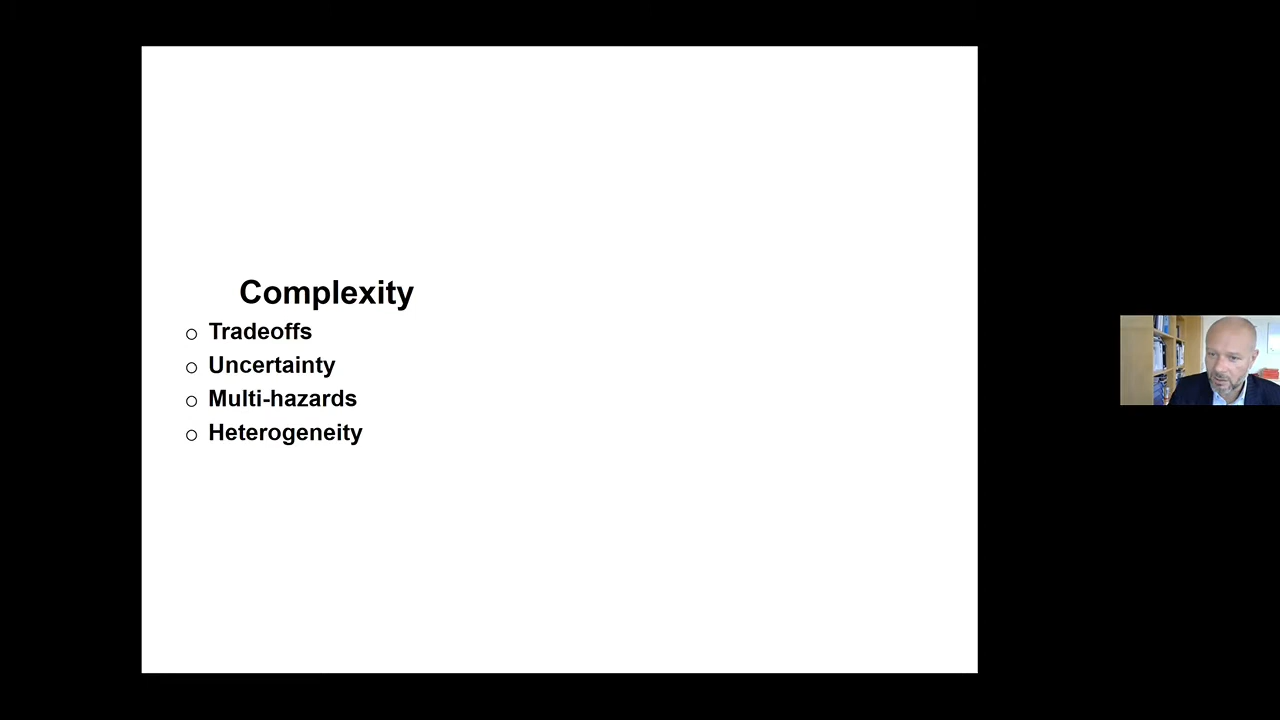 Complexity
○ Tradeoffs
○ Uncertainty
○ Multi-hazards
○ Heterogeneity